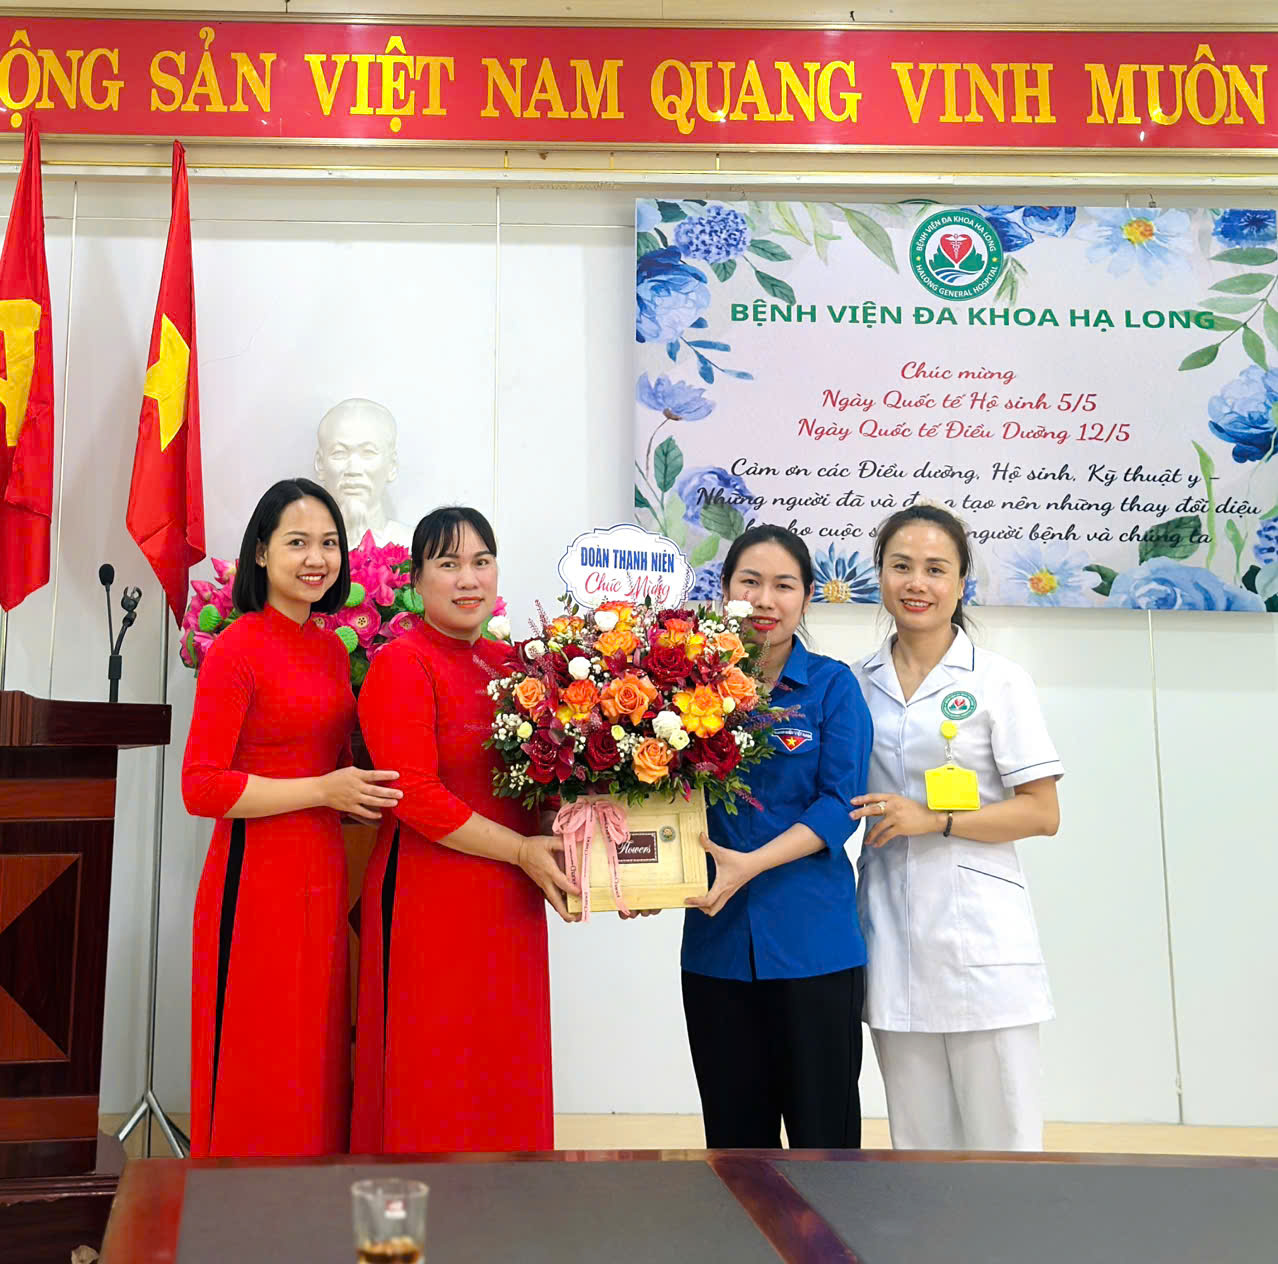 ỘNG SẢN VIỆT NAM QUANG VINH MUÔN
BỆNH VIỆN ĐA KHOA HẠ LONG
HALONG GENERAL HOSPITAL
BỆNH VIỆN ĐA KHOA HẠ LONG
Chúc mừng
Ngày Quốc tế Hộ sinh 5/5
Ngày Quốc tế Điều Dưỡng 12/5
Cảm ơn các Điều dưỡng, Hộ sinh, Kỹ thuật y -
Những người đã và đ tạo nên những thay đổi diệu
cho cuộc s người bệnh và chúng ta
ĐOÀN THANH NIÊN
Chúc Mừng
Flowers